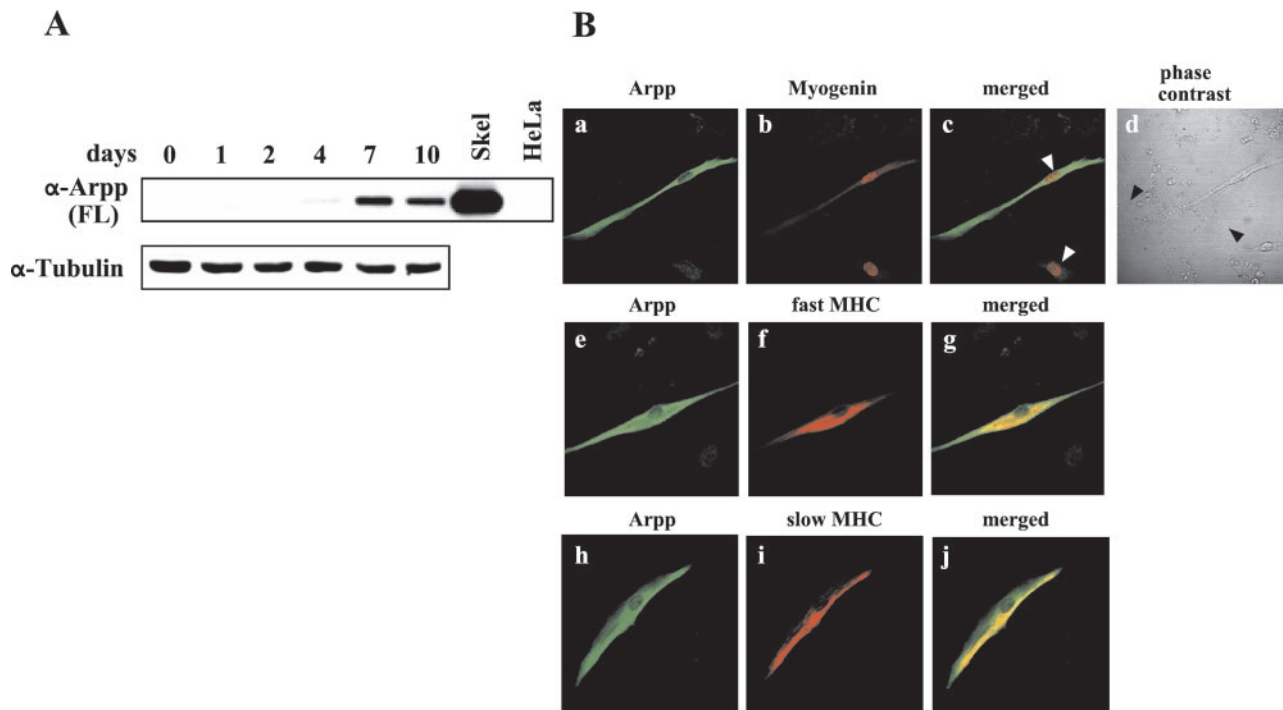 A
days 0 1 2 4 7 10 Skel HeLa
α-Arpp
(FL)
α-Tubulin
B
Arpp Myogenin merged phase
contrast
a b c d
Arpp fast MHC merged
e f g
Arpp slow MHC merged
h i j